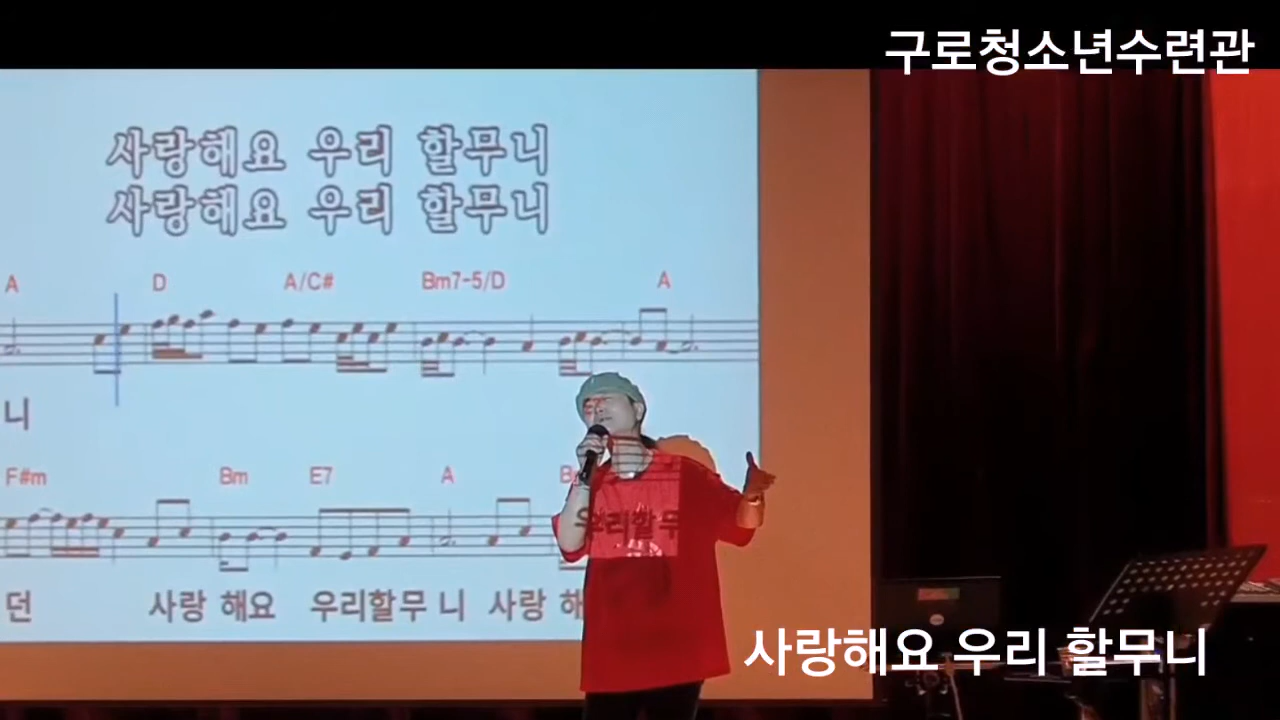 구로청소년수련관
사랑해요 우리 할무니
사랑해요 우리 할무니
A D A/C# Bm7-5/D A
니
F#m Bm E7 A
던 사랑 해요 우리할무 니 사랑 해
우리할무
사랑해요 우리 할무니